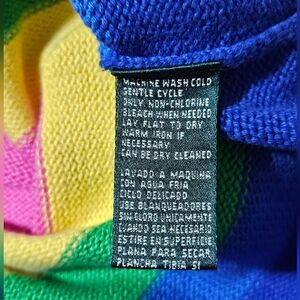 MACHINE WASH COLD
GENTLE CYCLE
ONLY NON-CHLORINE
BLEACH WHEN NEEDED
LAY FLAT TO DRY
WARM IRON IF
NECESSARY
CAN BE DRY CLEANED
LAVADO A MAQUINA
CON AGUA FRIA
CICLO DELICADO
USE BLANQUEADORES
SIN CLORO UNICAMENTE
CUANDO SEA NECESARIO
ESTIRE EN SUPERFICIE
PLANA PARA SECAR
PLANCHA TIBIA SI